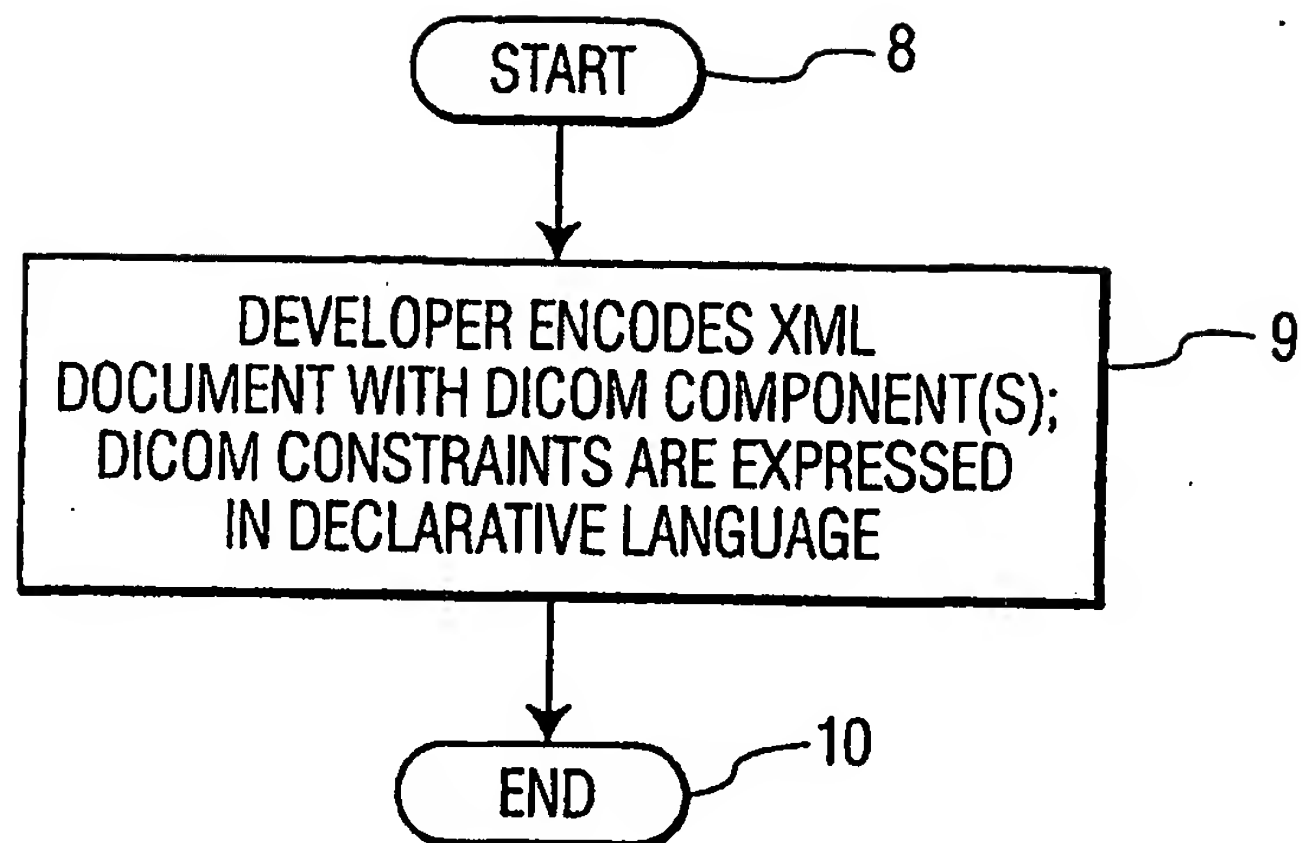 START
8
DEVELOPER ENCODES XML
DOCUMENT WITH DICOM COMPONENT(S);
DICOM CONSTRAINTS ARE EXPRESSED
IN DECLARATIVE LANGUAGE
9
END
10